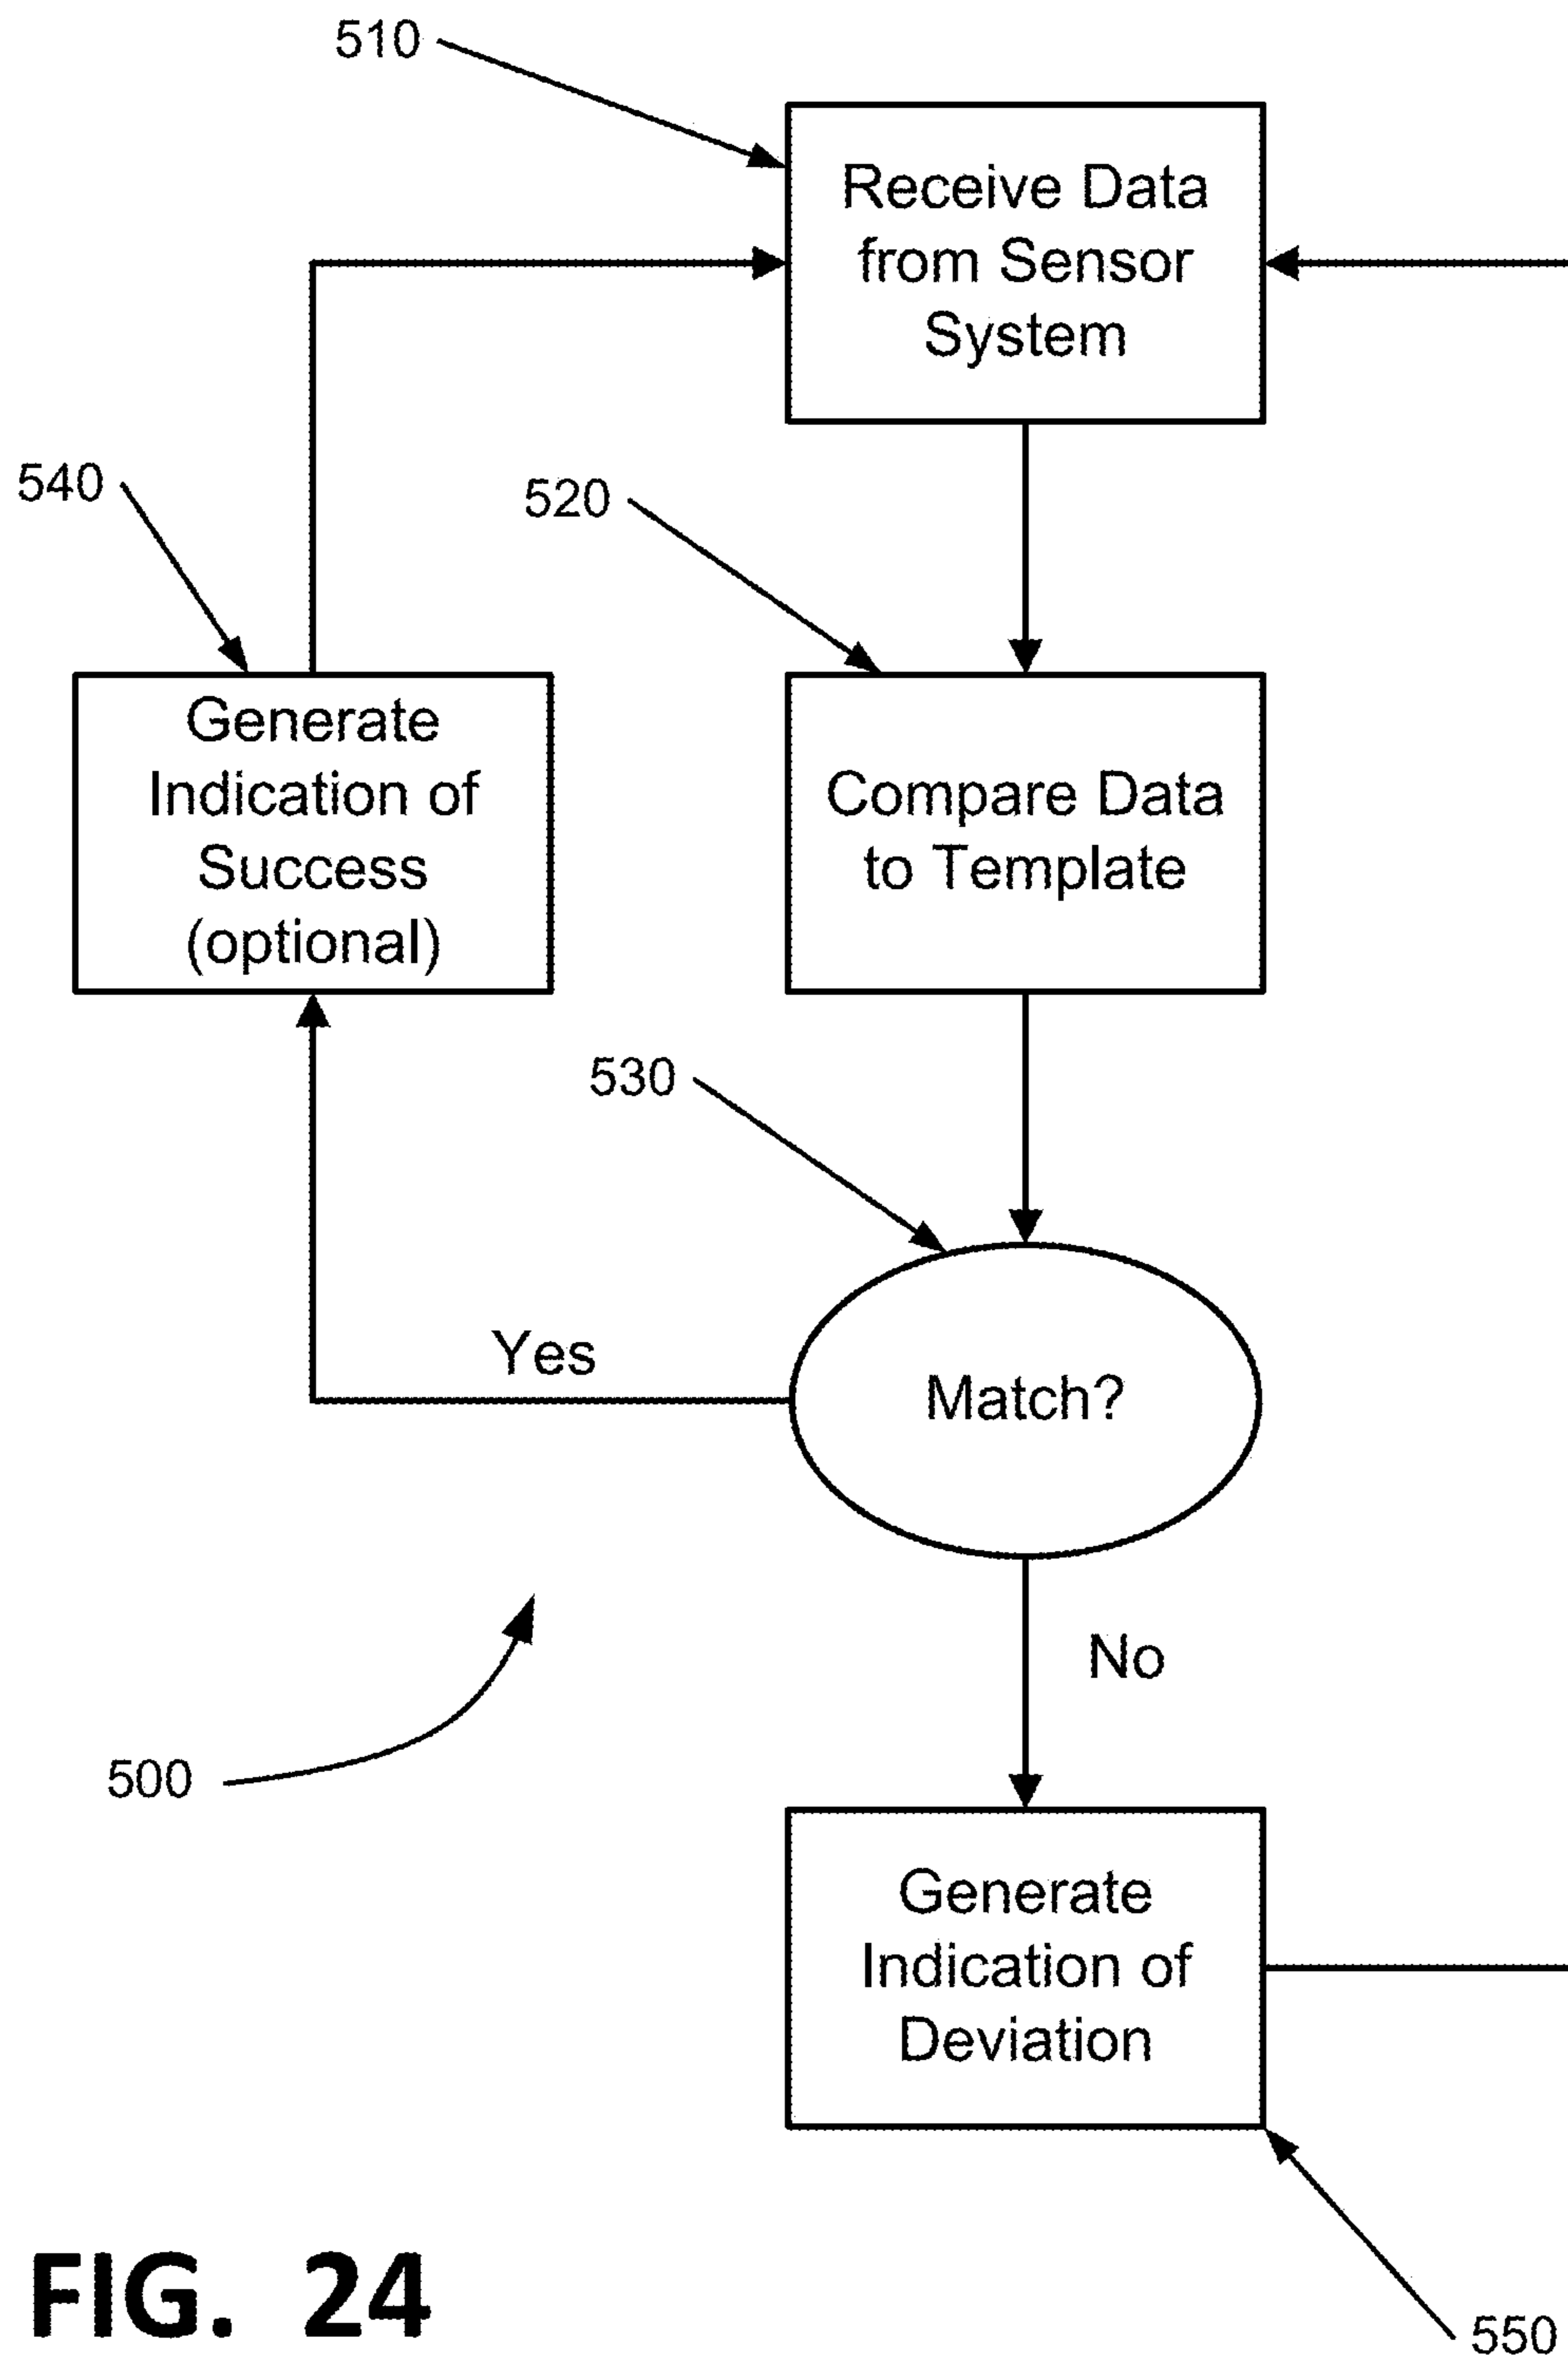 510
Receive Data
from Sensor
System
540
520
Generate
Indication of
Success
(optional)
Compare Data
to Template
530
Yes
Match?
No
500
Generate
Indication of
Deviation
FIG. 24
550